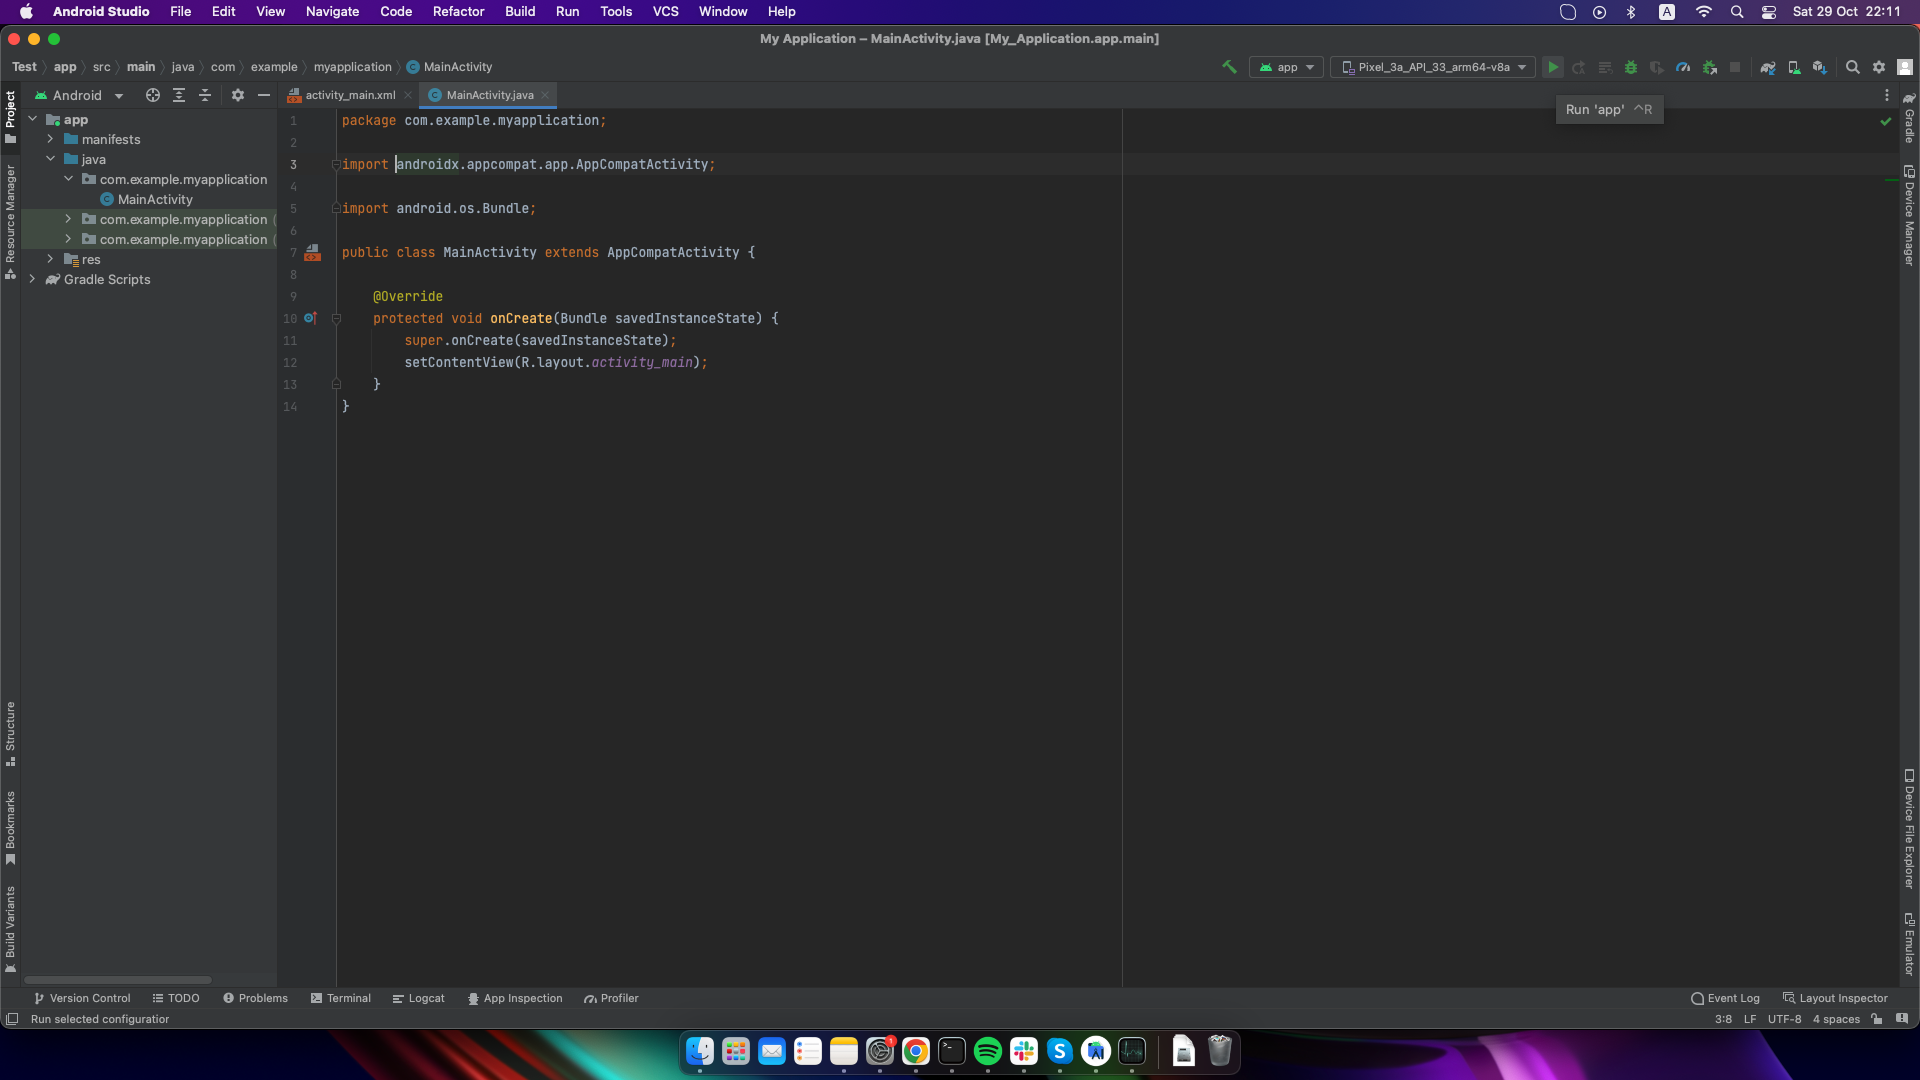 Android Studio File Edit View Navigate Code Refactor Build Run Tools VCS Window Help A Sat 29 Oct 22:11
My Application – MainActivity.java [My_Application.app.main]
Test app src main java com example myapplication MainActivity app Pixel_3a_API_33_arm64-v8a
Android activity_main.xml MainActivity.java
Run 'app' ^R
app
manifests
java
com.example.myapplication
MainActivity
com.example.myapplication (
com.example.myapplication (
res
Gradle Scripts
1 package com.example.myapplication;
2
3 import androidx.appcompat.app.AppCompatActivity;
4
5 import android.os.Bundle;
6
7 public class MainActivity extends AppCompatActivity {
8
9 @Override
10 protected void onCreate(Bundle savedInstanceState) {
11 super.onCreate(savedInstanceState);
12 setContentView(R.layout.activity_main);
13 }
14 }
Project
Resource Manager
Structure
Bookmarks
Build Variants
Gradle
Device Manager
Device File Explorer
Emulator
Version Control TODO Problems Terminal Logcat App Inspection Profiler Event Log Layout Inspector
Run selected configuratior 3:8 LF UTF-8 4 spaces
1